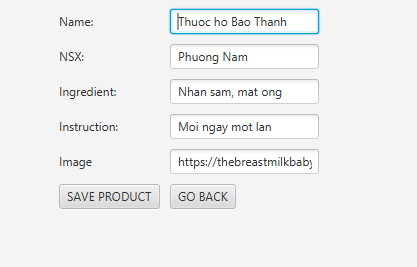 Name: Thuoc ho Bao Thanh
NSX: Phuong Nam
Ingredient: Nhan sam, mat ong
Instruction: Moi ngay mot lan
Image https://thebreastmilkbaby
SAVE PRODUCT GO BACK